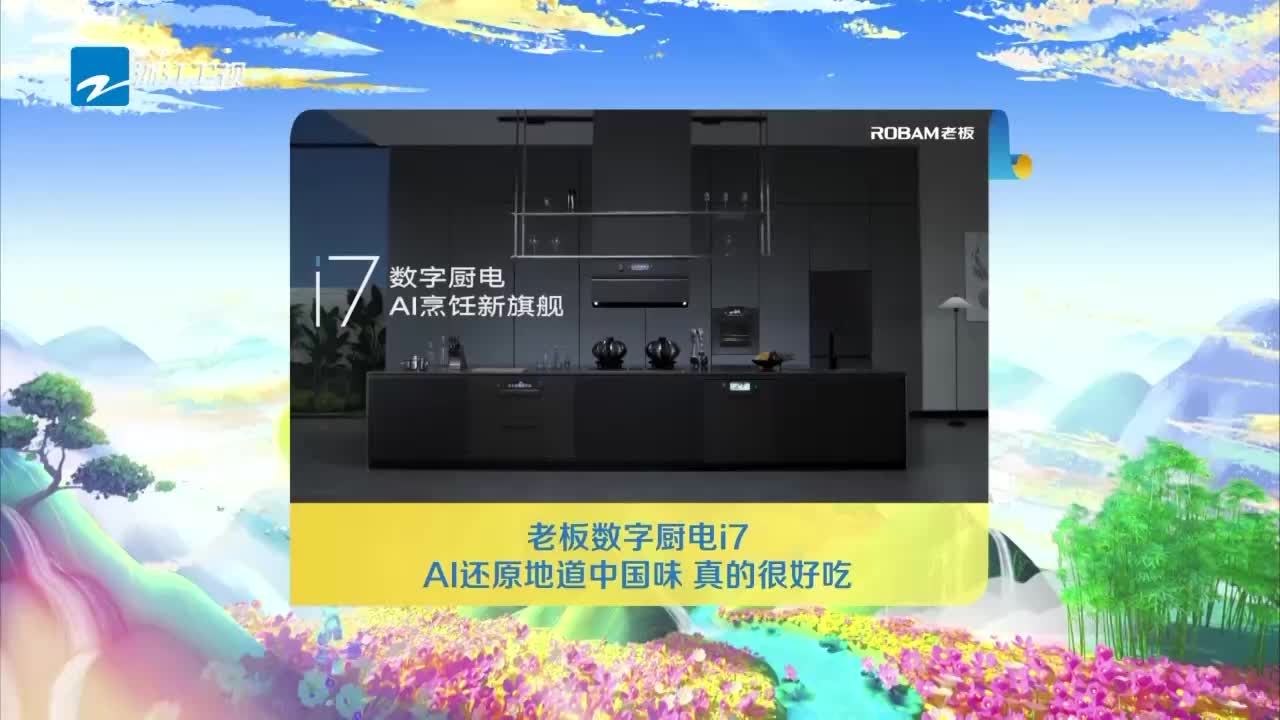 浙江卫视
ROBAM老板
i7 数字厨电
AI烹饪新旗舰
老板数字厨电i7
AI还原地道中国味 真的很好吃